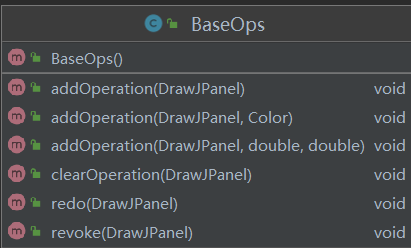 BaseOps
BaseOps()
addOperation(DrawJPanel) void
addOperation(DrawJPanel, Color) void
addOperation(DrawJPanel, double, double) void
clearOperation(DrawJPanel) void
redo(DrawJPanel) void
revoke(DrawJPanel) void